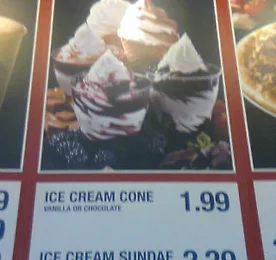 ICE CREAM CONE 1.99
VANILLA OR CHOCOLATE
ICE CREAM SUNDAE